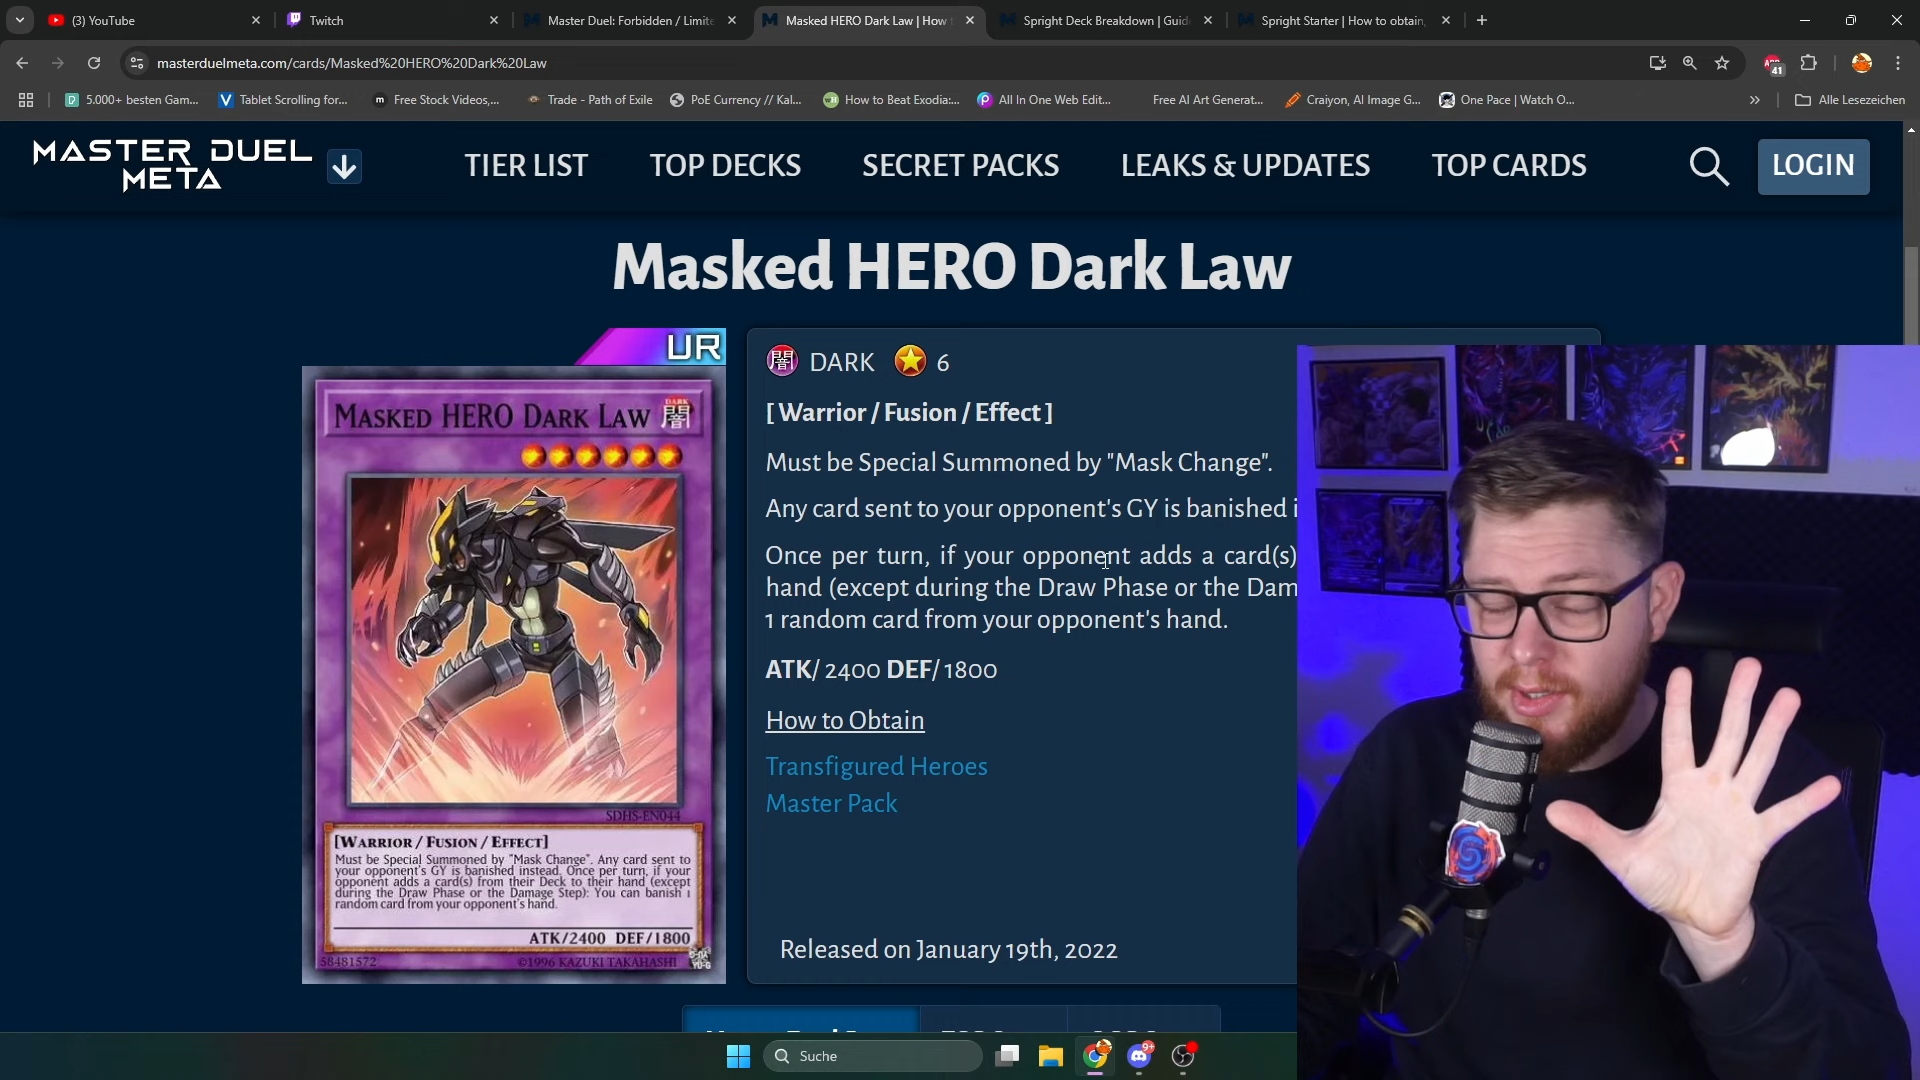 (3) YouTube
Twitch
Master Duel: Forbidden / Limite
Masked HERO Dark Law | How
Spright Deck Breakdown | Guid
Spright Starter | How to obtain,
masterduelmeta.com/cards/Masked%20HERO%20Dark%20Law
41
5.000+ besten Gam...
Tablet Scrolling for...
Free Stock Videos,...
Trade - Path of Exile
PoE Currency // Kal...
How to Beat Exodia:...
All In One Web Edit...
Free AI Art Generat...
Craiyon, AI Image G...
One Pace | Watch O...
Alle Lesezeichen
MASTER DUEL
META
TIER LIST
TOP DECKS
SECRET PACKS
LEAKS & UPDATES
TOP CARDS
LOGIN
Masked HERO Dark Law
UR
MASKED HERO DARK LAW
DARK
闇
SDHS-EN044
[WARRIOR / FUSION / EFFECT]
Must be Special Summoned by "Mask Change". Any card sent to
your opponent's GY is banished instead. Once per turn, if your
opponent adds a card(s) from their Deck to their hand (except
during the Draw Phase or the Damage Step): You can banish 1
random card from your opponent's hand.
ATK/2400 DEF/1800
58481572
©1996 KAZUKI TAKAHASHI
闇 DARK 6
[ Warrior / Fusion / Effect ]
Must be Special Summoned by "Mask Change".
Any card sent to your opponent's GY is banished i
Once per turn, if your opponent adds a card(s)
hand (except during the Draw Phase or the Dam
1 random card from your opponent's hand.
ATK/ 2400 DEF/ 1800
How to Obtain
Transfigured Heroes
Master Pack
Released on January 19th, 2022
Suche
9+